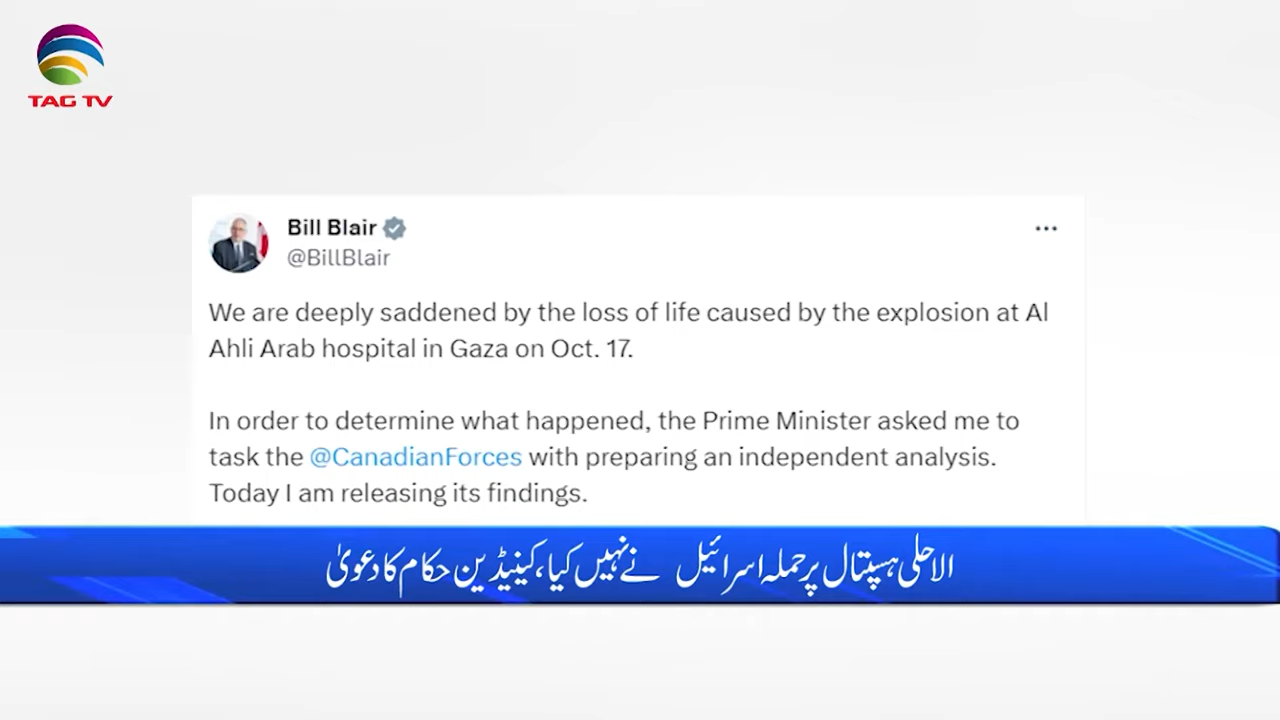 TAG TV
Bill Blair
@BillBlair
We are deeply saddened by the loss of life caused by the explosion at Al
Ahli Arab hospital in Gaza on Oct. 17.
In order to determine what happened, the Prime Minister asked me to
task the @CanadianForces with preparing an independent analysis.
Today I am releasing its findings.
الاحلی ہسپتال پر حملہ اسرائیل نے نہیں کیا، کینیڈین حکام کا دعویٰ